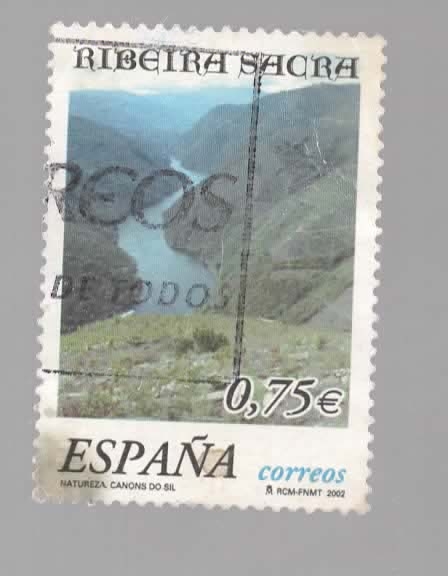 RIBEIRA SACRA
REOS
DE TODOS
0,75€
ESPAÑA correos
NATUREZA. CANONS DO SIL RCM-FNMT 2002